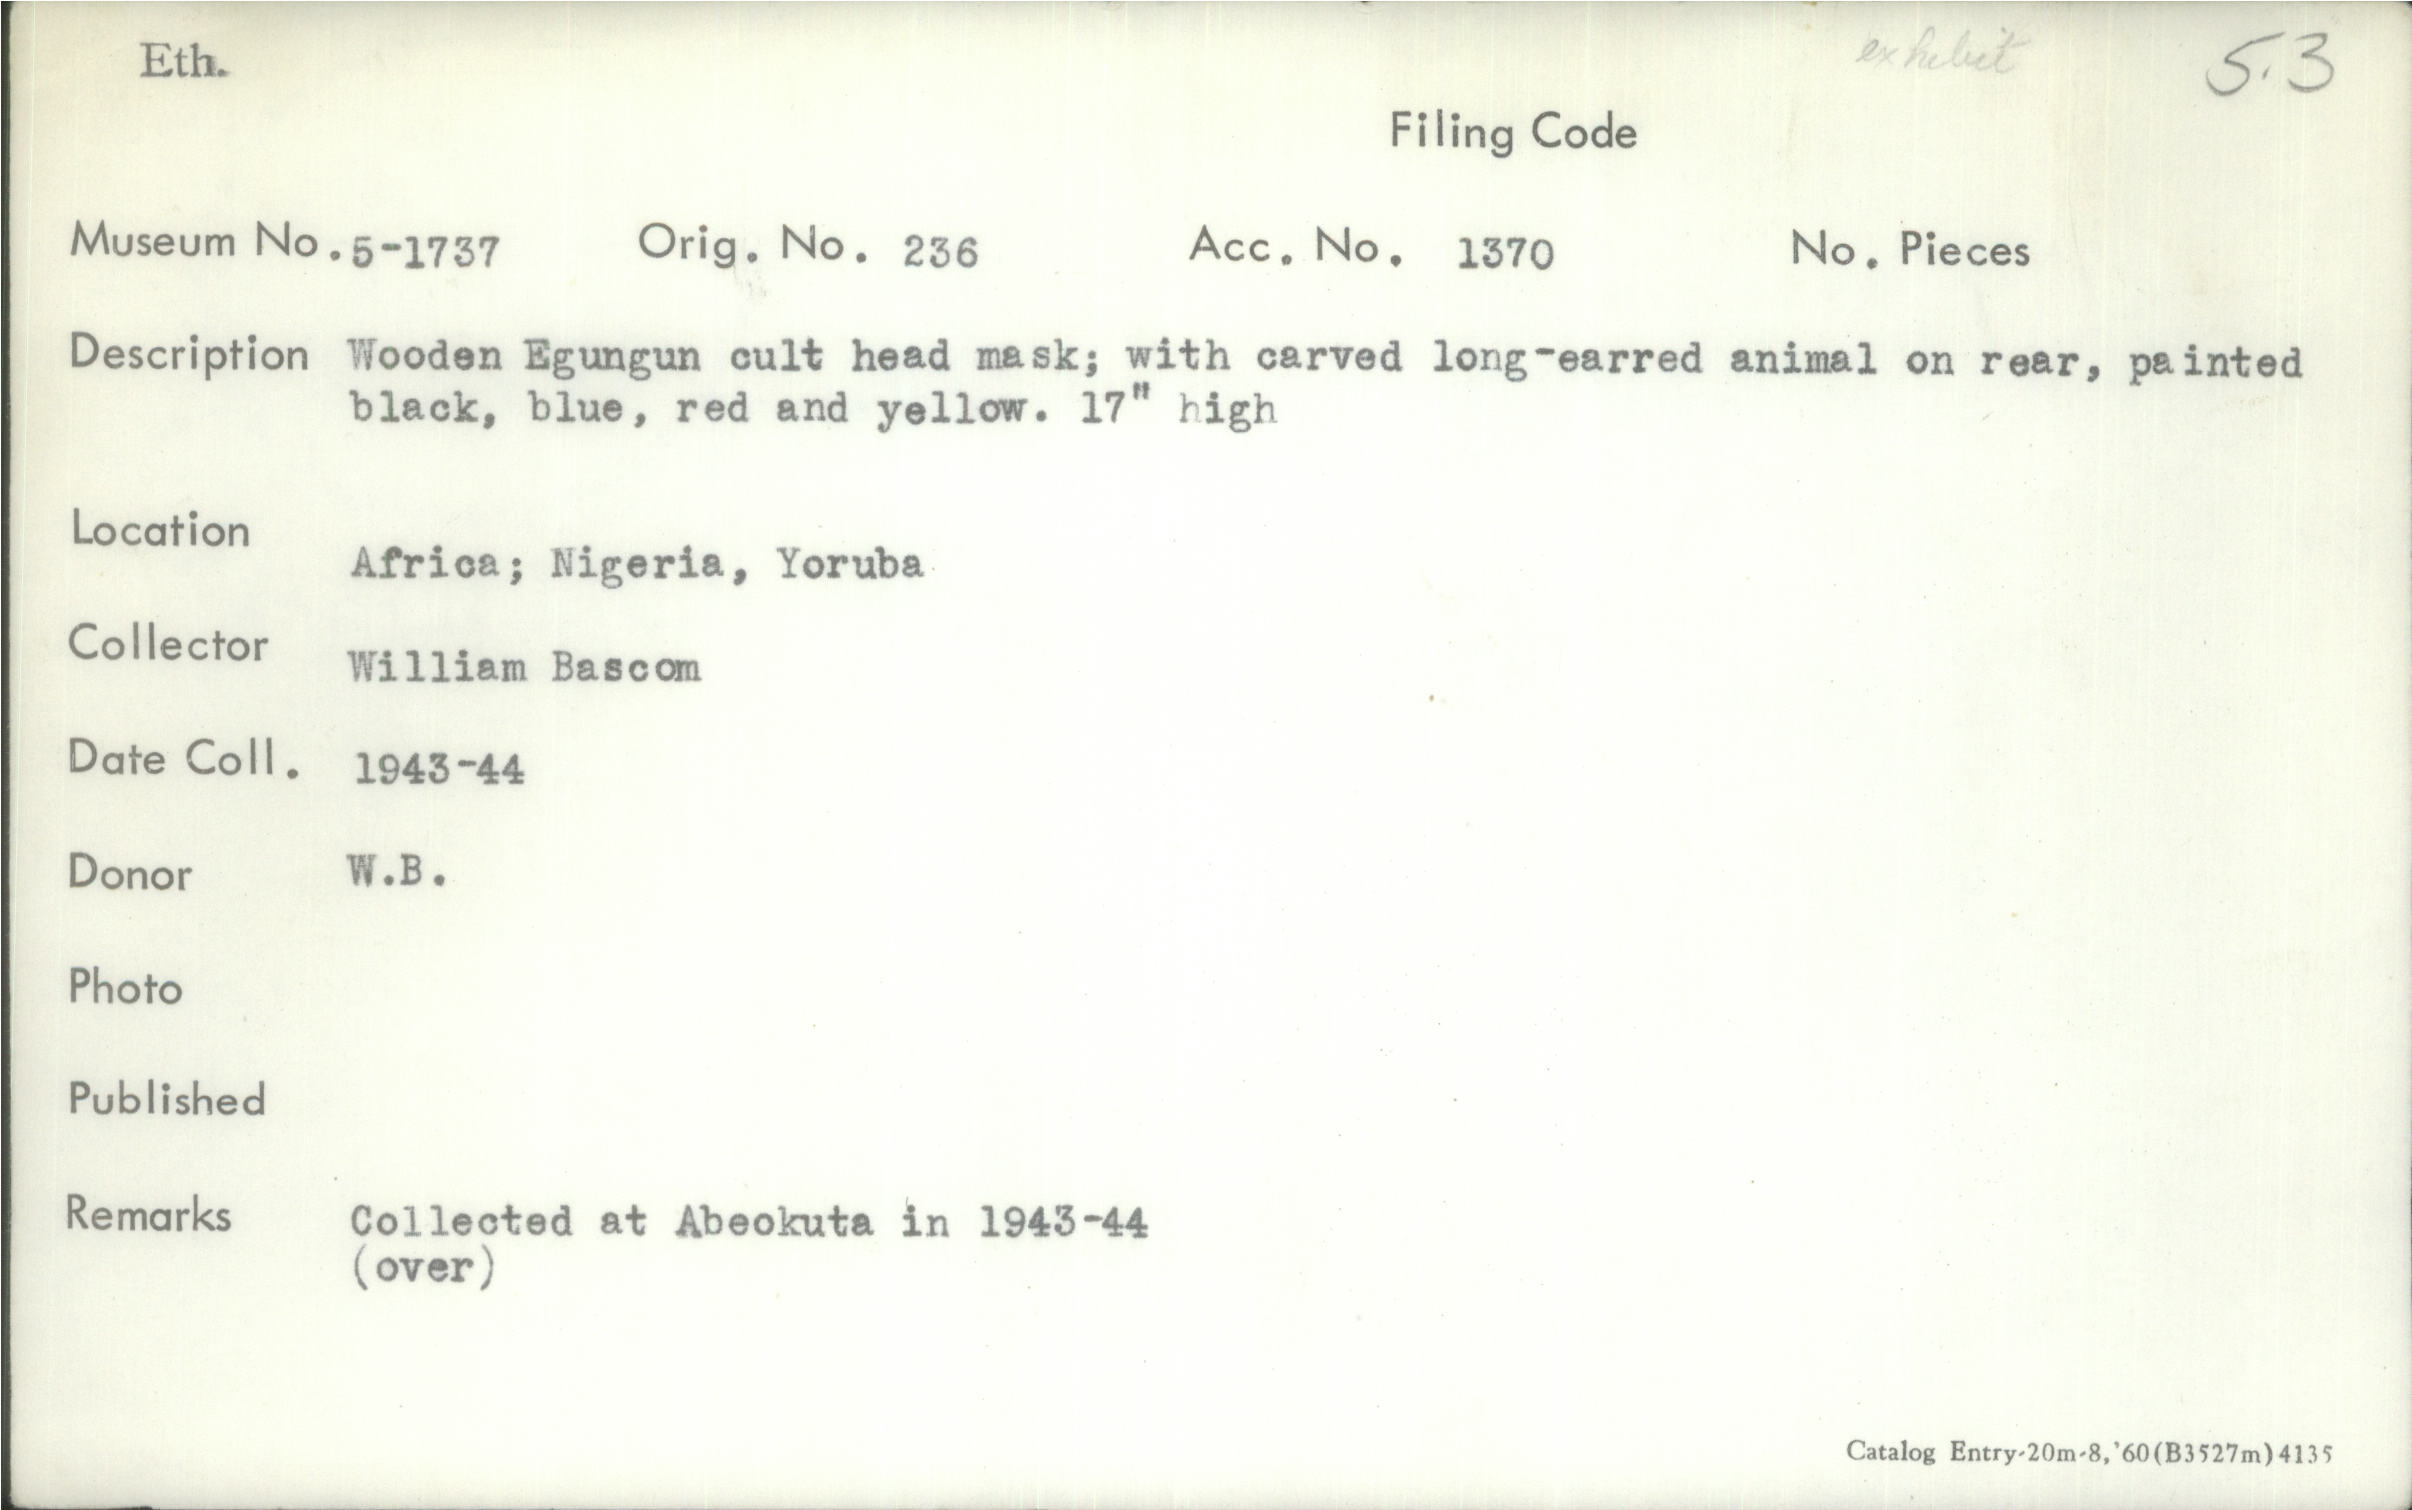 Eth. exhibit 5.3
Filing Code
Museum No. 5-1737 Orig. No. 236 Acc. No. 1370 No. Pieces
Description Wooden Egungun cult head mask; with carved long-earred animal on rear, painted
black, blue, red and yellow. 17" high
Location
Africa; Nigeria, Yoruba
Collector
William Bascom
Date Coll. 1943-44
Donor W.B.
Photo
Published
Remarks Collected at Abeokuta in 1943-44
(over)
Catalog Entry-20m-8,'60(B3527m)4135